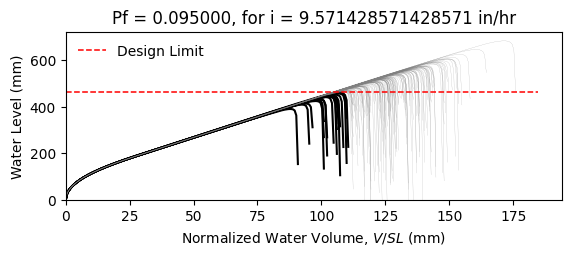 Pf = 0.095000, for i = 9.571428571428571 in/hr
Design Limit
Water Level (mm)
600
400
200
0
0 25 50 75 100 125 150 175
Normalized Water Volume, V/SL (mm)